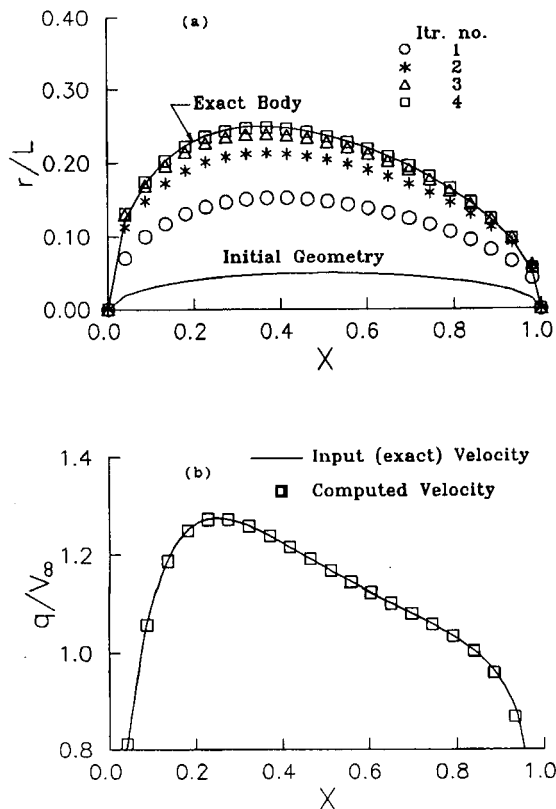 (a)
Itr. no.
○ 1
* 2
△ 3
□ 4
Exact Body
Initial Geometry
r/L
0.40
0.30
0.20
0.10
0.00
0.0 0.2 0.4 0.6 0.8 1.0
X
(b)
Input (exact) Velocity
Computed Velocity
q/V∞
1.4
1.2
1.0
0.8
0.0 0.2 0.4 0.6 0.8 1.0
X